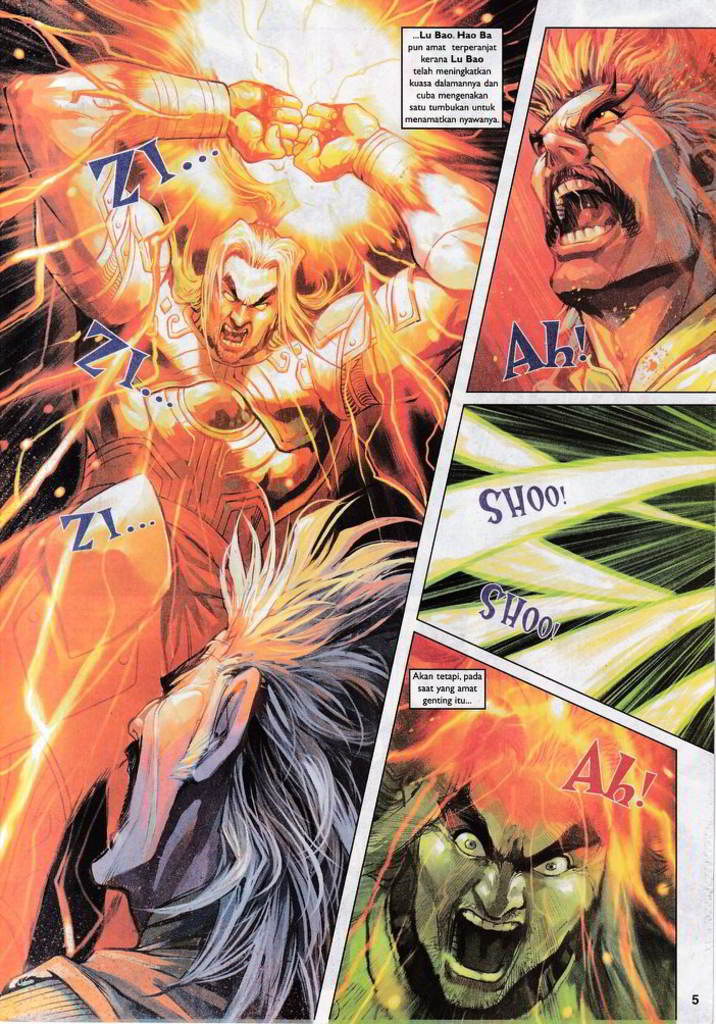 ...Lu Bao. Hao Ba
pun amat terperanjat
kerana Lu Bao
telah meningkatkan
kuasa dalamannya dan
cuba mengenakan
satu tumbukan untuk
menamatkan nyawanya.
ZI...
ZI...
ZI...
Ah!
SHOO!
SHOO!
Akan tetapi, pada
saat yang amat
genting itu...
Ah!
5